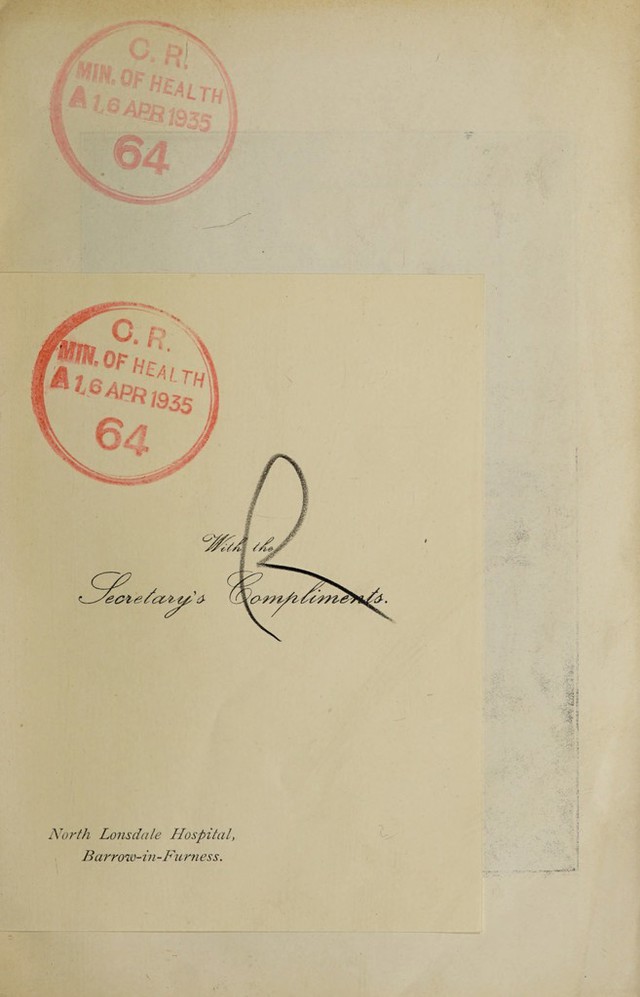 C. R.
MIN. OF HEALTH
A 16 APR 1935
64
C. R.
MIN. OF HEALTH
A 16 APR 1935
64
With the
Secretary's Compliments.
North Lonsdale Hospital,
Barrow-in-Furness.